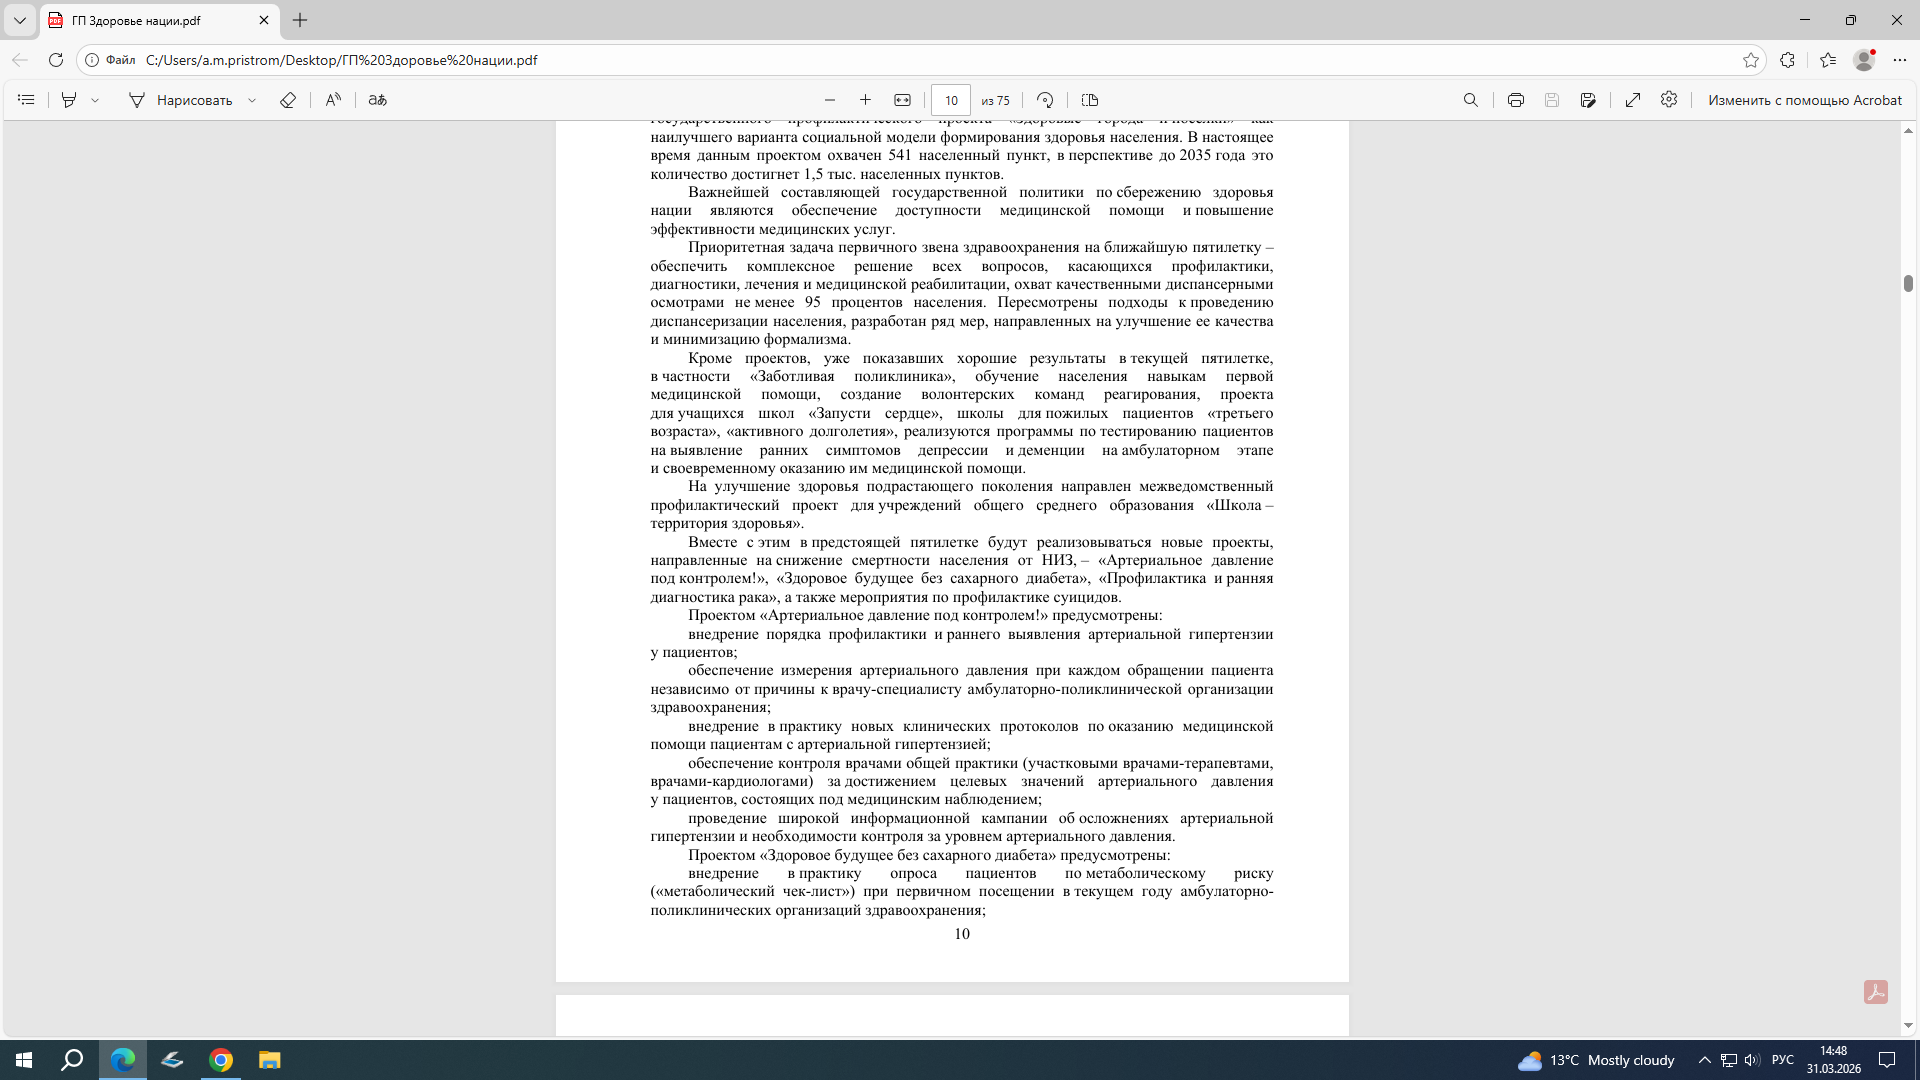 ГП Здоровье нации.pdf
Файл C:/Users/a.m.pristrom/Desktop/ГП%20Здоровье%20нации.pdf
Нарисовать 10 из 75 Изменить с помощью Acrobat
государственного профилактического проекта «Здоровые города и поселки» как
наилучшего варианта социальной модели формирования здоровья населения. В настоящее
время данным проектом охвачен 541 населенный пункт, в перспективе до 2035 года это
количество достигнет 1,5 тыс. населенных пунктов.
Важнейшей составляющей государственной политики по сбережению здоровья
нации являются обеспечение доступности медицинской помощи и повышение
эффективности медицинских услуг.
Приоритетная задача первичного звена здравоохранения на ближайшую пятилетку –
обеспечить комплексное решение всех вопросов, касающихся профилактики,
диагностики, лечения и медицинской реабилитации, охват качественными диспансерными
осмотрами не менее 95 процентов населения. Пересмотрены подходы к проведению
диспансеризации населения, разработан ряд мер, направленных на улучшение ее качества
и минимизацию формализма.
Кроме проектов, уже показавших хорошие результаты в текущей пятилетке,
в частности «Заботливая поликлиника», обучение населения навыкам первой
медицинской помощи, создание волонтерских команд реагирования, проекта
для учащихся школ «Запусти сердце», школы для пожилых пациентов «третьего
возраста», «активного долголетия», реализуются программы по тестированию пациентов
на выявление ранних симптомов депрессии и деменции на амбулаторном этапе
и своевременному оказанию им медицинской помощи.
На улучшение здоровья подрастающего поколения направлен межведомственный
профилактический проект для учреждений общего среднего образования «Школа –
территория здоровья».
Вместе с этим в предстоящей пятилетке будут реализовываться новые проекты,
направленные на снижение смертности населения от НИЗ, – «Артериальное давление
под контролем!», «Здоровое будущее без сахарного диабета», «Профилактика и ранняя
диагностика рака», а также мероприятия по профилактике суицидов.
Проектом «Артериальное давление под контролем!» предусмотрены:
внедрение порядка профилактики и раннего выявления артериальной гипертензии
у пациентов;
обеспечение измерения артериального давления при каждом обращении пациента
независимо от причины к врачу-специалисту амбулаторно-поликлинической организации
здравоохранения;
внедрение в практику новых клинических протоколов по оказанию медицинской
помощи пациентам с артериальной гипертензией;
обеспечение контроля врачами общей практики (участковыми врачами-терапевтами,
врачами-кардиологами) за достижением целевых значений артериального давления
у пациентов, состоящих под медицинским наблюдением;
проведение широкой информационной кампании об осложнениях артериальной
гипертензии и необходимости контроля за уровнем артериального давления.
Проектом «Здоровое будущее без сахарного диабета» предусмотрены:
внедрение в практику опроса пациентов по метаболическому риску
(«метаболический чек-лист») при первичном посещении в текущем году амбулаторно-
поликлинических организаций здравоохранения;
10
13°C Mostly cloudy РУС 14:48
31.03.2026